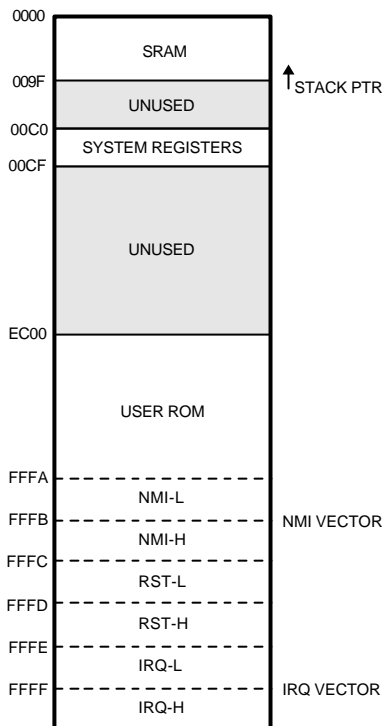 0000
SRAM
009F
STACK PTR
UNUSED
00C0
SYSTEM REGISTERS
00CF
UNUSED
EC00
USER ROM
FFFA
NMI-L
FFFB
NMI VECTOR
NMI-H
FFFC
RST-L
FFFD
RST-H
FFFE
IRQ-L
FFFF
IRQ VECTOR
IRQ-H